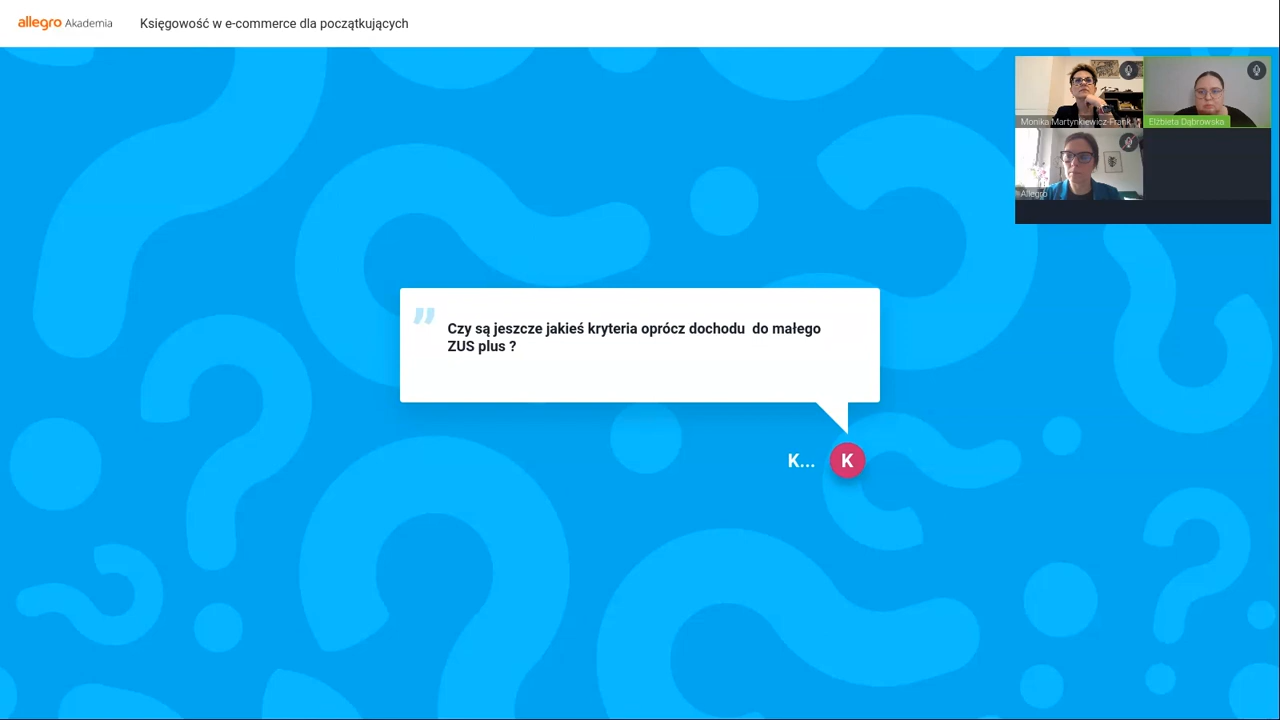 allegro Akademia
Księgowość w e-commerce dla początkujących
Monika Martynkiewicz-Frank
Elżbieta Dąbrowska
Allegro
”
Czy są jeszcze jakieś kryteria oprócz dochodu do małego
ZUS plus ?
K...
K